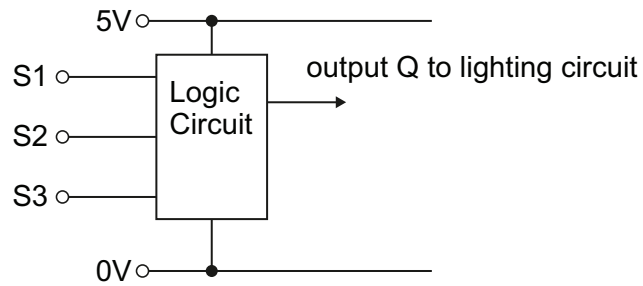 5V
output Q to lighting circuit
S1
Logic
Circuit
S2
S3
0V